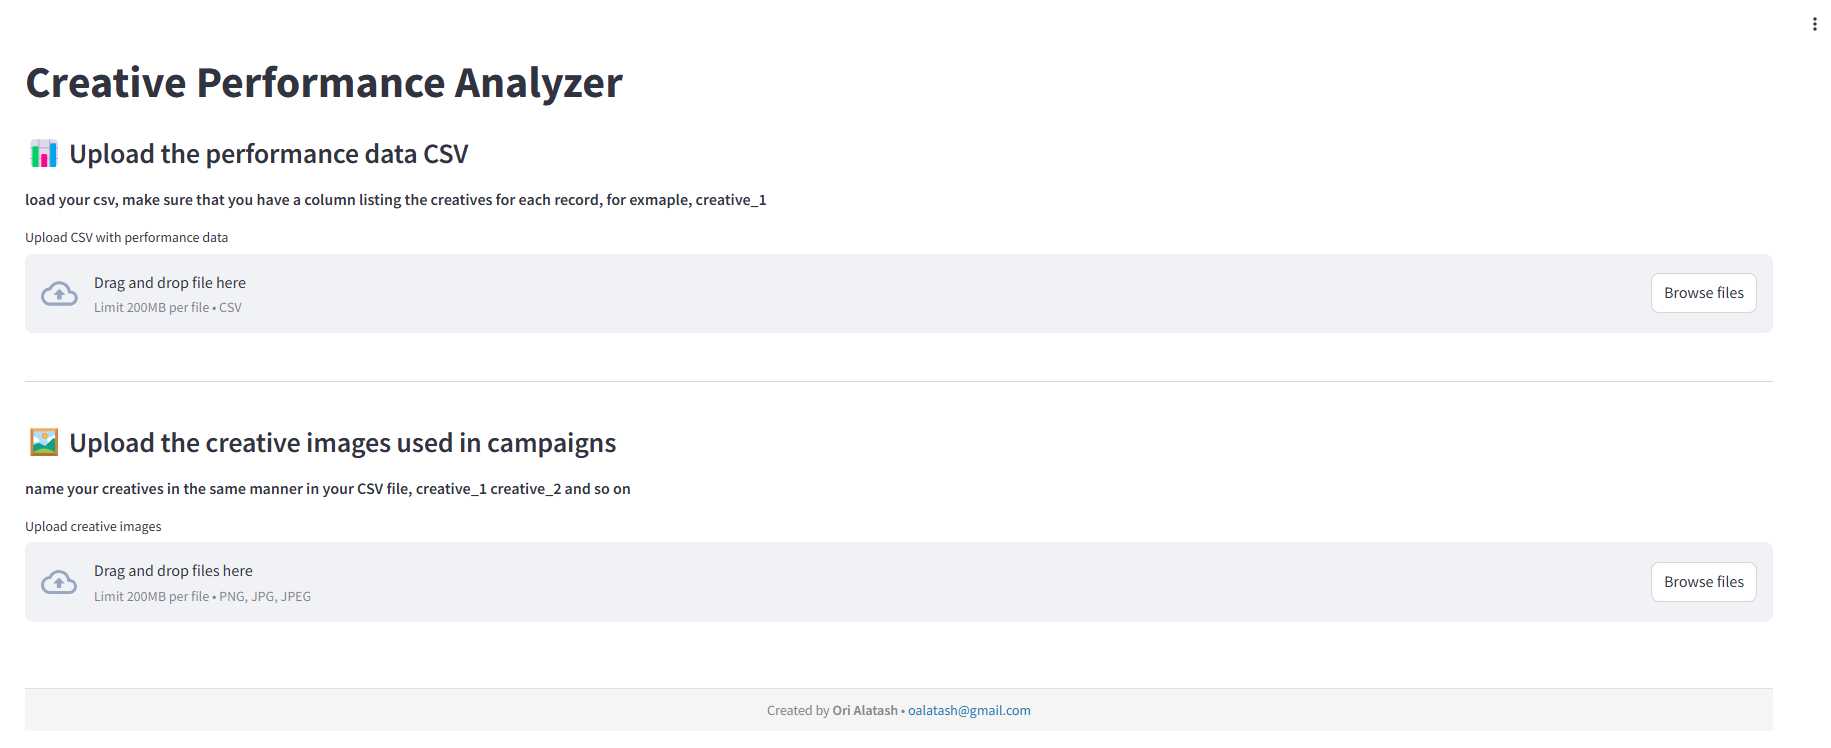 Creative Performance Analyzer
Upload the performance data CSV
load your csv, make sure that you have a column listing the creatives for each record, for exmaple, creative_1
Upload CSV with performance data
Drag and drop file here
Limit 200MB per file • CSV
Browse files
Upload the creative images used in campaigns
name your creatives in the same manner in your CSV file, creative_1 creative_2 and so on
Upload creative images
Drag and drop files here
Limit 200MB per file • PNG, JPG, JPEG
Browse files
Created by Ori Alatash • oalatash@gmail.com